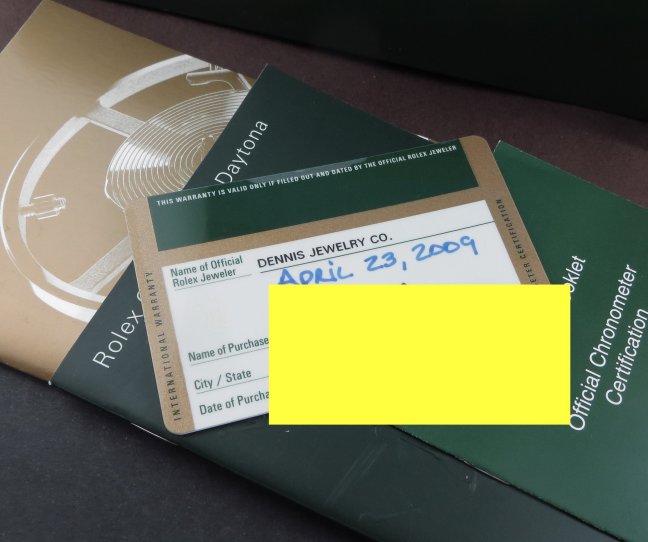 Rolex
Daytona
THIS WARRANTY IS VALID ONLY IF FILLED OUT AND DATED BY THE OFFICIAL ROLEX JEWELER
Name of Official
Rolex Jeweler
DENNIS JEWELRY CO.
APRIL 23, 2009
Name of
City / State
Date of
INTERNATIONAL WARRANTY
CERTIFICATION
Official Chronometer
Certification